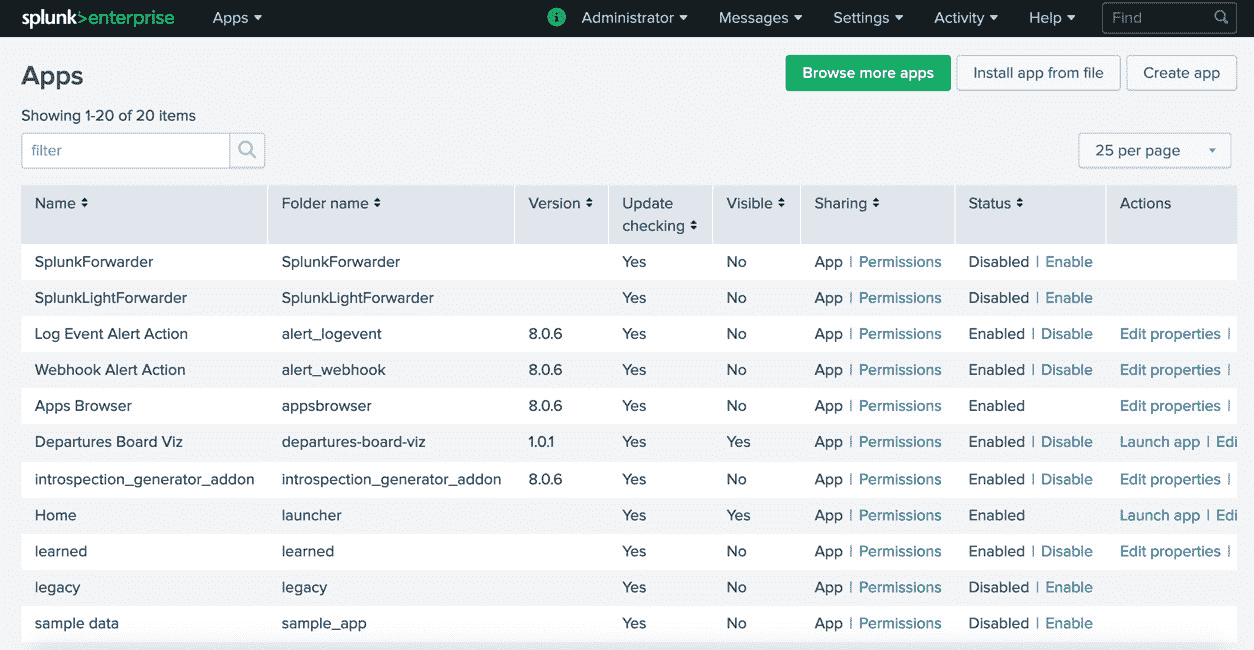 splunk>enterprise Apps i Administrator Messages Settings Activity Help Find
Apps Browse more apps Install app from file Create app
Showing 1-20 of 20 items
filter 25 per page
Name Folder name Version Update checking Visible Sharing Status Actions
SplunkForwarder SplunkForwarder Yes No App | Permissions Disabled | Enable
SplunkLightForwarder SplunkLightForwarder Yes No App | Permissions Disabled | Enable
Log Event Alert Action alert_logevent 8.0.6 Yes No App | Permissions Enabled | Disable Edit properties |
Webhook Alert Action alert_webhook 8.0.6 Yes No App | Permissions Enabled | Disable Edit properties |
Apps Browser appsbrowser 8.0.6 Yes No App | Permissions Enabled Edit properties |
Departures Board Viz departures-board-viz 1.0.1 Yes Yes App | Permissions Enabled | Disable Launch app | Edi
introspection_generator_addon introspection_generator_addon 8.0.6 Yes No App | Permissions Enabled | Disable Edit properties |
Home launcher Yes Yes App | Permissions Enabled Launch app | Edi
learned learned Yes No App | Permissions Enabled | Disable Edit properties |
legacy legacy Yes No App | Permissions Disabled | Enable
sample data sample_app Yes No App | Permissions Disabled | Enable